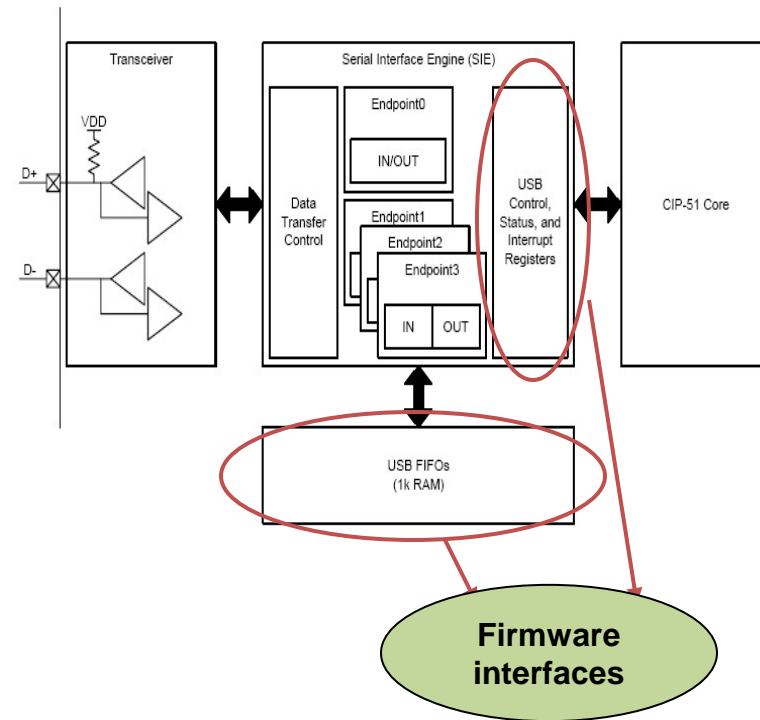 Transceiver
VDD
D+
D-
Serial Interface Engine (SIE)
Data
Transfer
Control
Endpoint0
IN/OUT
Endpoint1
Endpoint2
Endpoint3
IN
OUT
USB
Control,
Status, and
Interrupt
Registers
CIP-51 Core
USB FIFOs
(1k RAM)
Firmware
interfaces